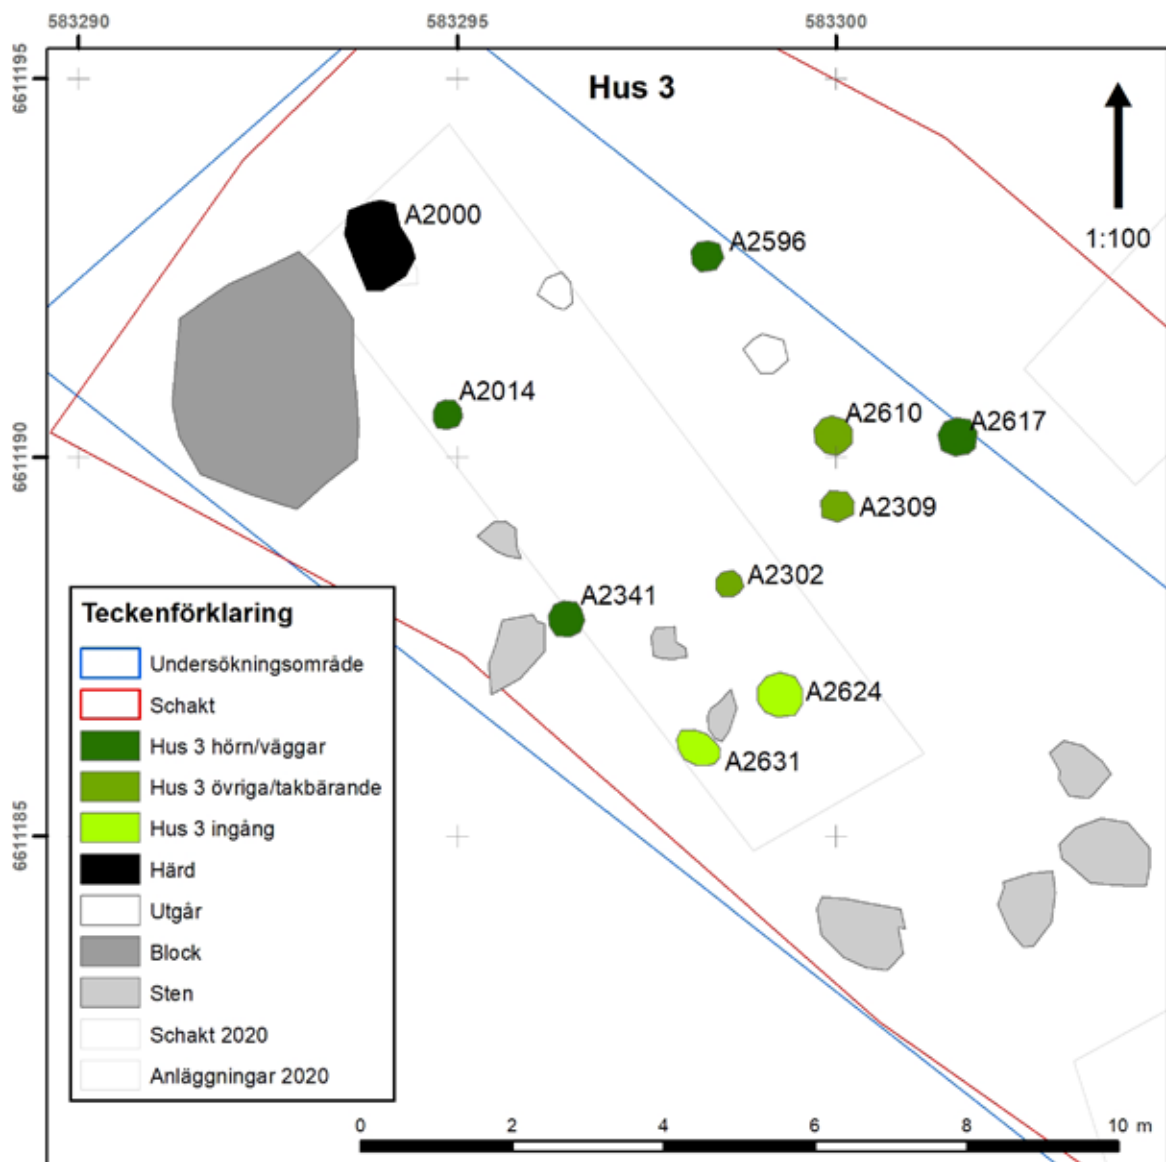 583290
583295
583300
6611195
6611190
6611185
Hus 3
1:100
A2000
A2596
A2014
A2610
A2617
A2309
A2302
A2341
A2624
A2631
Teckenförklaring
Undersökningsområde
Schakt
Hus 3 hörn/väggar
Hus 3 övriga/takbärande
Hus 3 ingång
Härd
Utgår
Block
Sten
Schakt 2020
Anläggningar 2020
0 2 4 6 8 10 m